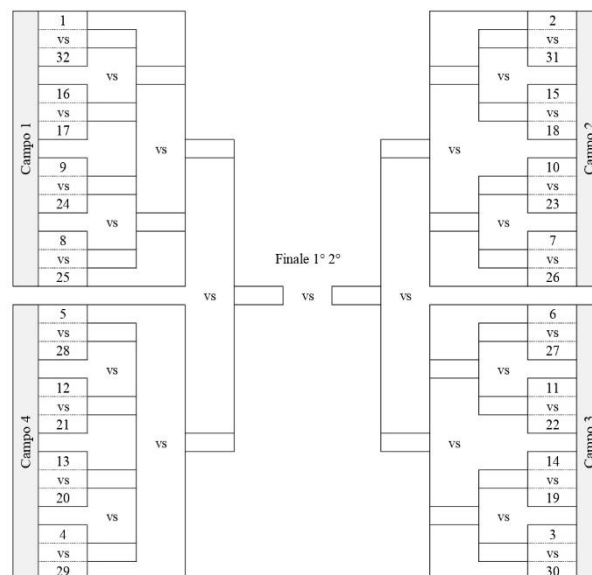 Campo 1
1
vs
32
vs
16
vs
17
vs
9
vs
24
vs
8
vs
25
Campo 4
5
vs
28
vs
12
vs
21
vs
13
vs
20
vs
4
vs
29
vs
Finale 1° 2°
vs
vs
Campo 2
2
vs
31
vs
15
vs
18
vs
10
vs
23
vs
7
vs
26
Campo 3
6
vs
27
vs
11
vs
22
vs
14
vs
19
vs
3
vs
30